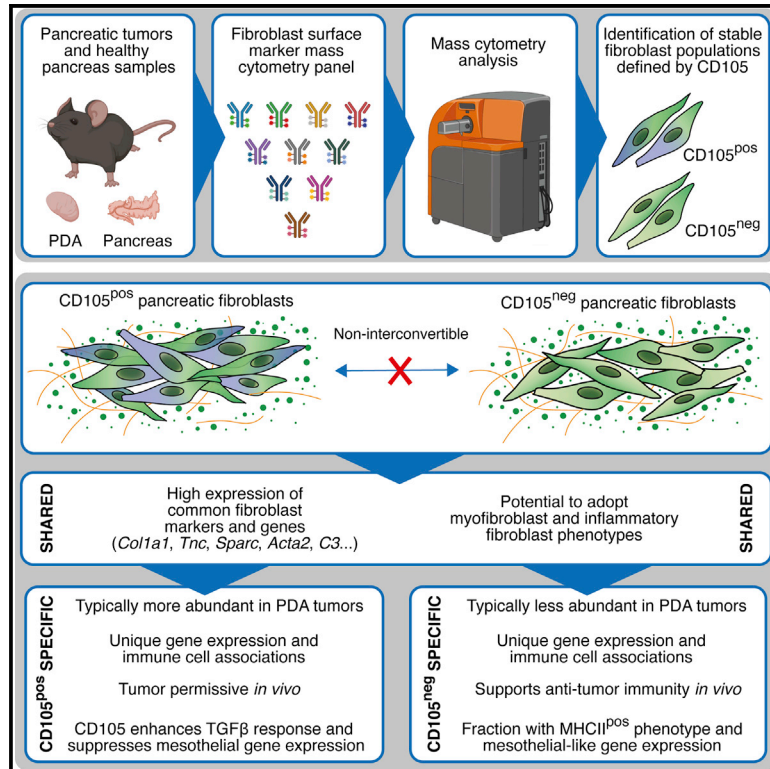 Pancreatic tumors
and healthy
pancreas samples
PDA
Pancreas
Fibroblast surface
marker mass
cytometry panel
Mass cytometry
analysis
Identification of stable
fibroblast populations
defined by CD105
CD105pos
CD105neg
CD105pos pancreatic fibroblasts
Non-interconvertible
CD105neg pancreatic fibroblasts
SHARED
High expression of
common fibroblast
markers and genes
(Col1a1, Tnc, Sparc, Acta2, C3...)
Potential to adopt
myofibroblast and inflammatory
fibroblast phenotypes
SHARED
CD105pos SPECIFIC
Typically more abundant in PDA tumors
Unique gene expression and
immune cell associations
Tumor permissive in vivo
CD105 enhances TGFβ response and
suppresses mesothelial gene expression
CD105neg SPECIFIC
Typically less abundant in PDA tumors
Unique gene expression and
immune cell associations
Supports anti-tumor immunity in vivo
Fraction with MHCIIpos phenotype and
mesothelial-like gene expression